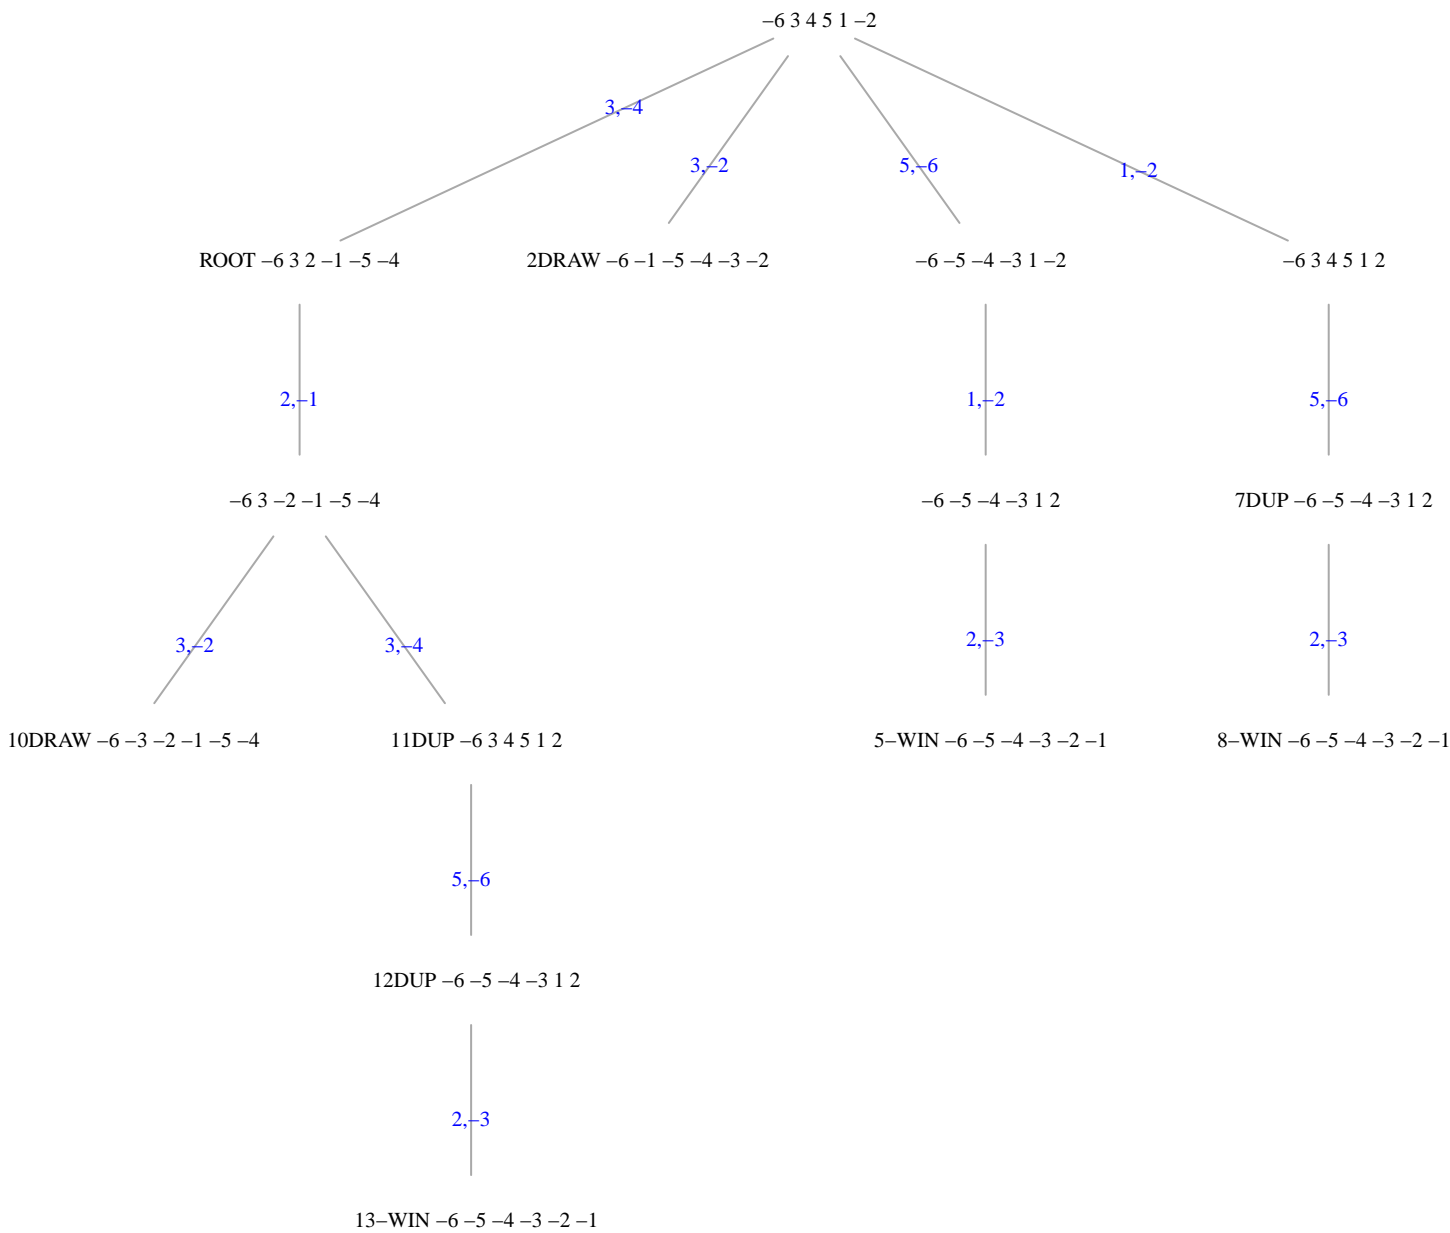 –6 3 4 5 1 –2
3,–4
3,–2
5,–6
1,–2
ROOT –6 3 2 –1 –5 –4
2DRAW –6 –1 –5 –4 –3 –2
–6 –5 –4 –3 1 –2
–6 3 4 5 1 2
2,–1
1,–2
5,–6
–6 3 –2 –1 –5 –4
–6 –5 –4 –3 1 2
7DUP –6 –5 –4 –3 1 2
3,–2
3,–4
2,–3
2,–3
10DRAW –6 –3 –2 –1 –5 –4
11DUP –6 3 4 5 1 2
5–WIN –6 –5 –4 –3 –2 –1
8–WIN –6 –5 –4 –3 –2 –1
5,–6
12DUP –6 –5 –4 –3 1 2
2,–3
13–WIN –6 –5 –4 –3 –2 –1